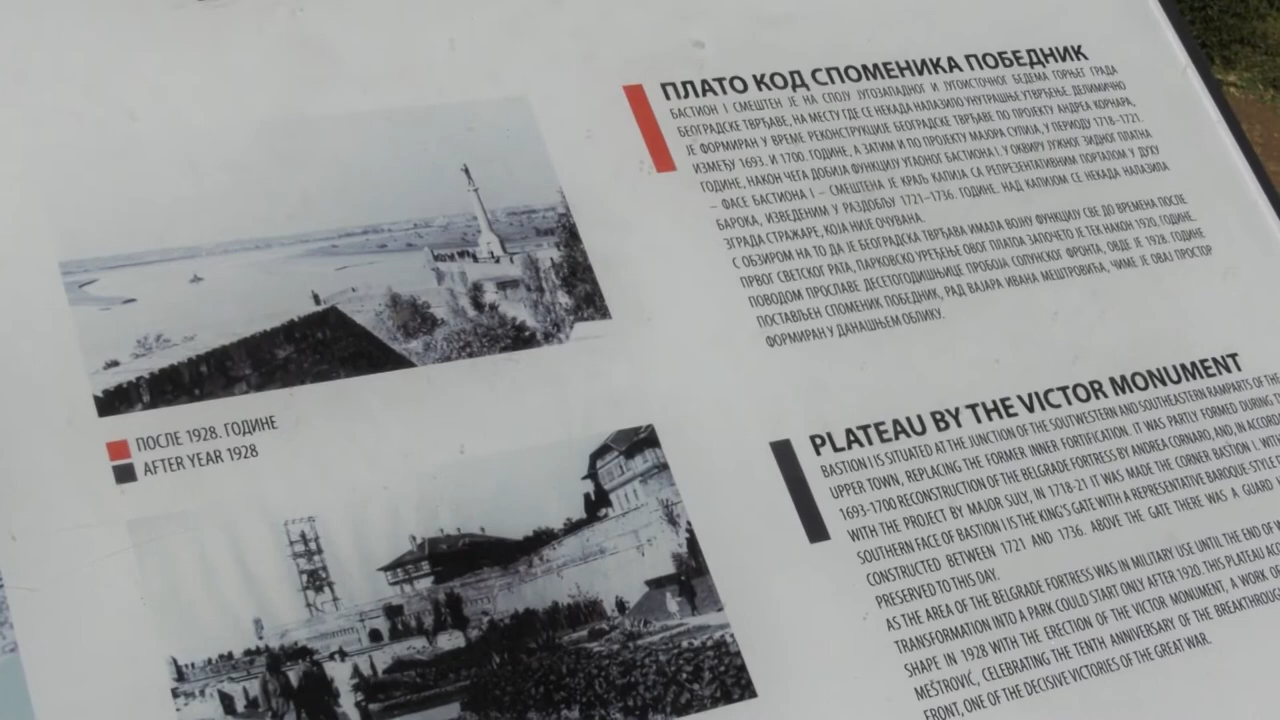 ПЛАТО КОД СПОМЕНИКА ПОБЕДНИК
БАСТИОН I СМЕШТЕН ЈЕ НА СПОЈУ ЈУГОЗАПАДНОГ И ЈУГОИСТОЧНОГ БЕДЕМА ГОРЊЕГ ГРАДА
БЕОГРАДСКЕ ТВРЂАВЕ, НА МЕСТУ ГДЕ СЕ НЕКАДА НАЛАЗИЛО УНУТРАШЊЕ УТВРЂЕЊЕ. ДЕЛИМИЧНО
ЈЕ ФОРМИРАН У ВРЕМЕ РЕКОНСТРУКЦИЈЕ БЕОГРАДСКЕ ТВРЂАВЕ ПО ПРОЈЕКТУ АНДРЕА КОРНАРА,
ИЗМЕЂУ 1693. И 1700. ГОДИНЕ, А ЗАТИМ И ПО ПРОЈЕКТУ МАЈОРА СУЛИЈА, У ПЕРИОДУ 1718–1721.
ГОДИНЕ, НАКОН ЧЕГА ДОБИЈА ФУНКЦИЈУ УГАОНОГ БАСТИОНА I. У ОКВИРУ ЈУЖНОГ ЗИДНОГ ПЛАТНА
– ФАСЕ БАСТИОНА I – СМЕШТЕНА ЈЕ КРАЉ КАПИЈА СА РЕПРЕЗЕНТАТИВНИМ ПОРТАЛОМ У ДУХУ
БАРОКА, ИЗВЕДЕНИМ У РАЗДОБЉУ 1721–1736. ГОДИНЕ. НАД КАПИЈОМ СЕ НЕКАДА НАЛАЗИЛА
ЗГРАДА СТРАЖАРЕ, КОЈА НИЈЕ ОЧУВАНА.
С ОБЗИРОМ НА ТО ДА ЈЕ БЕОГРАДСКА ТВРЂАВА ИМАЛА ВОЈНУ ФУНКЦИЈУ СВЕ ДО ВРЕМЕНА ПОСЛЕ
ПРВОГ СВЕТСКОГ РАТА, ПАРКОВСКО УРЕЂЕЊЕ ОВОГ ПЛАТОА ЗАПОЧЕТО ЈЕ ТЕК НАКОН 1920. ГОДИНЕ.
ПОВОДОМ ПРОСЛАВЕ ДЕСЕТОГОДИШЊИЦЕ ПРОБОЈА СОЛУНСКОГ ФРОНТА, ОВДЕ ЈЕ 1928. ГОДИНЕ
ПОСТАВЉЕН СПОМЕНИК ПОБЕДНИК, РАД ВАЈАРА ИВАНА МЕШТРОВИЋА, ЧИМЕ ЈЕ ОВАЈ ПРОСТОР
ФОРМИРАН У ДАНАШЊЕМ ОБЛИКУ.
ПОСЛЕ 1928. ГОДИНЕ
AFTER YEAR 1928
PLATEAU BY THE VICTOR MONUMENT
BASTION I IS SITUATED AT THE JUNCTION OF THE SOUTWESTERN AND SOUTHEASTERN RAMPARTS OF THE
UPPER TOWN, REPLACING THE FORMER INNER FORTIFICATION. IT WAS PARTLY FORMED DURING
1693-1700 RECONSTRUCTION OF THE BELGRADE FORTRESS BY ANDREA CORNARO, AND, IN ACCORD
WITH THE PROJECT BY MAJOR SULY, IN 1718-21 IT WAS MADE THE CORNER BASTION I. WIT
SOUTHERN FACE OF BASTION I IS THE KING'S GATE WITH A REPRESENTATIVE BAROQUE-STYLE
CONSTRUCTED BETWEEN 1721 AND 1736. ABOVE THE GATE THERE WAS A GUARD
PRESERVED TO THIS DAY.
AS THE AREA OF THE BELGRADE FORTRESS WAS IN MILITARY USE UNTIL THE END OF
TRANSFORMATION INTO A PARK COULD START ONLY AFTER 1920. THIS PLATEAU AC
SHAPE IN 1928 WITH THE ERECTION OF THE VICTOR MONUMENT, A WORK OF
MEŠTROVIĆ, CELEBRATING THE TENTH ANNIVERSARY OF THE BREAKTHROUG
FRONT, ONE OF THE DECISIVE VICTORIES OF THE GREAT WAR.